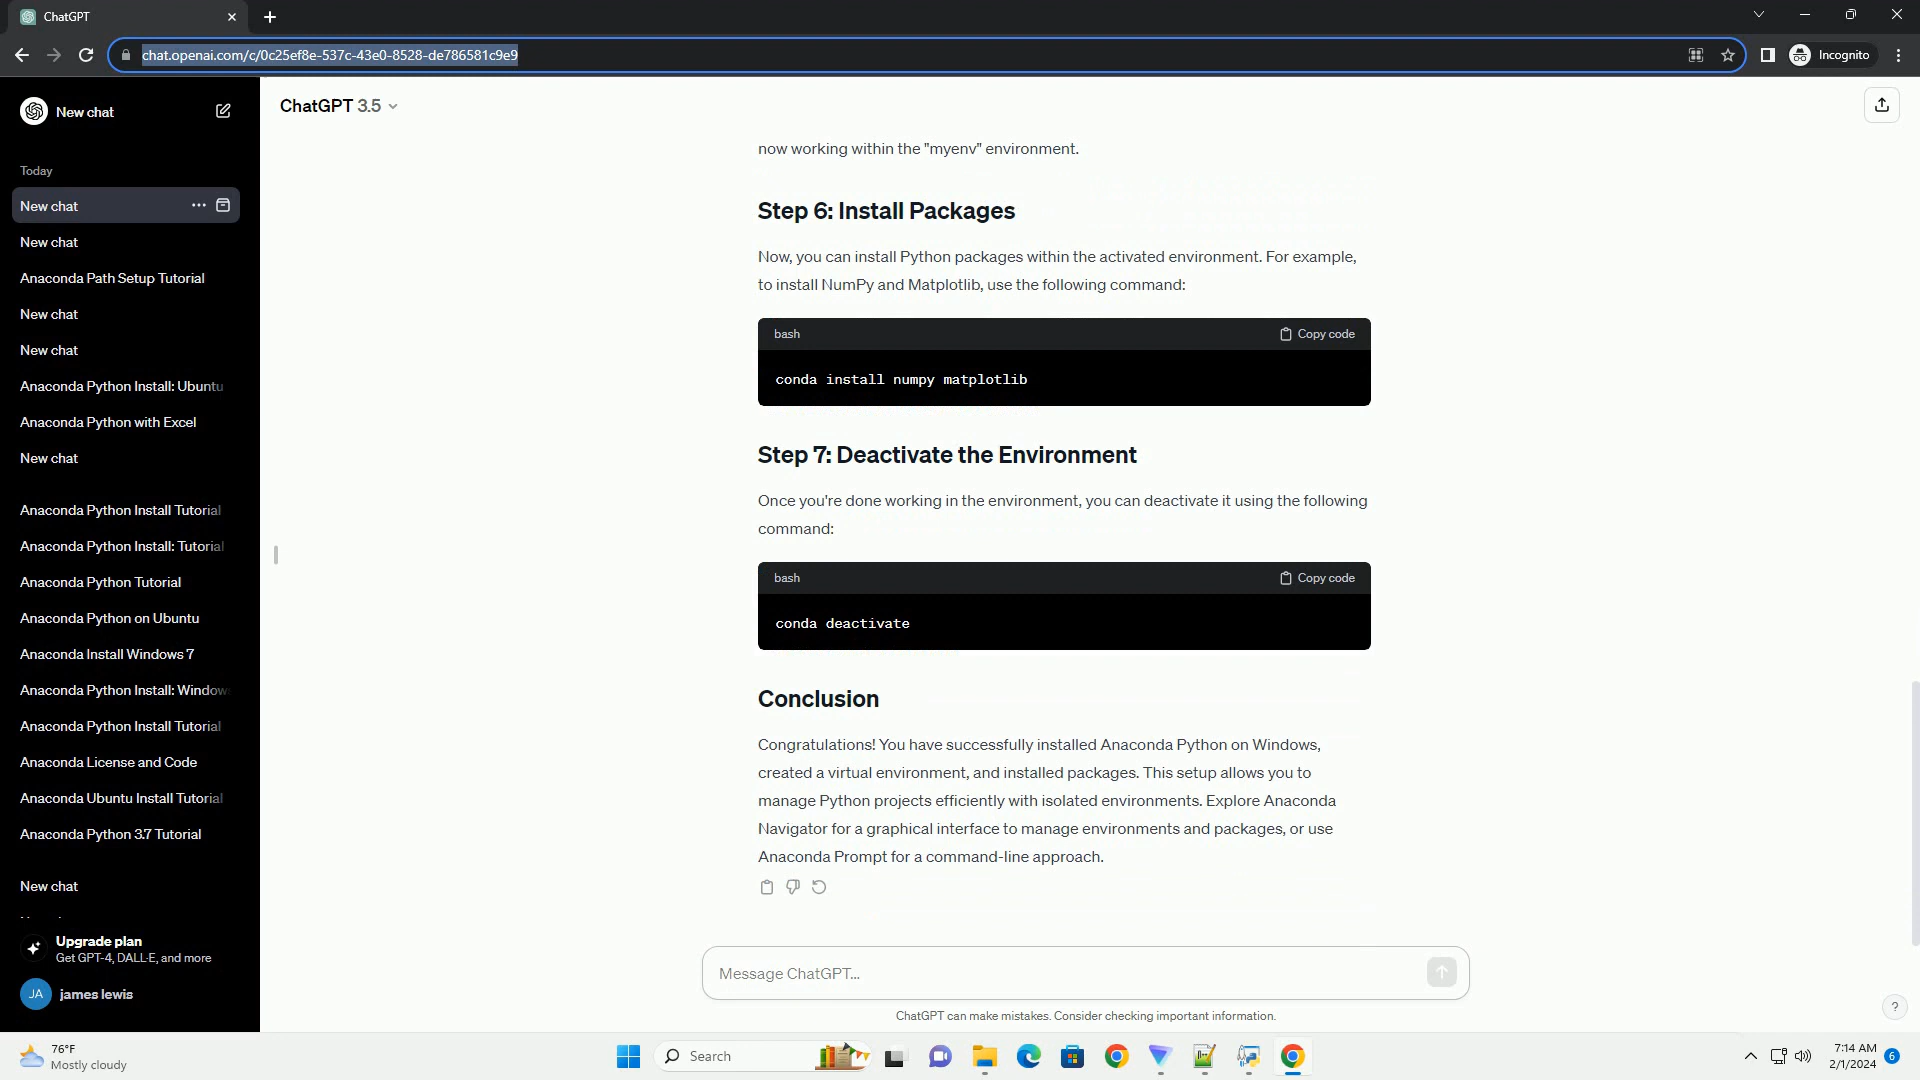 ChatGPT
chat.openai.com/c/0c25ef8e-537c-43e0-8528-de786581c9e9
Incognito
New chat
Today
New chat
New chat
Anaconda Path Setup Tutorial
New chat
New chat
Anaconda Python Install: Ubuntu
Anaconda Python with Excel
New chat
Anaconda Python Install Tutorial
Anaconda Python Install: Tutorial
Anaconda Python Tutorial
Anaconda Python on Ubuntu
Anaconda Install Windows 7
Anaconda Python Install: Window
Anaconda Python Install Tutorial
Anaconda License and Code
Anaconda Ubuntu Install Tutorial
Anaconda Python 3.7 Tutorial
New chat
Upgrade plan
Get GPT-4, DALL·E, and more
JA
james lewis
ChatGPT 3.5
now working within the "myenv" environment.
Step 6: Install Packages
Now, you can install Python packages within the activated environment. For example,
to install NumPy and Matplotlib, use the following command:
bash
Copy code
conda install numpy matplotlib
Step 7: Deactivate the Environment
Once you're done working in the environment, you can deactivate it using the following
command:
bash
Copy code
conda deactivate
Conclusion
Congratulations! You have successfully installed Anaconda Python on Windows,
created a virtual environment, and installed packages. This setup allows you to
manage Python projects efficiently with isolated environments. Explore Anaconda
Navigator for a graphical interface to manage environments and packages, or use
Anaconda Prompt for a command-line approach.
Message ChatGPT...
ChatGPT can make mistakes. Consider checking important information.
?
76°F
Mostly cloudy
Search
7:14 AM
2/1/2024
6